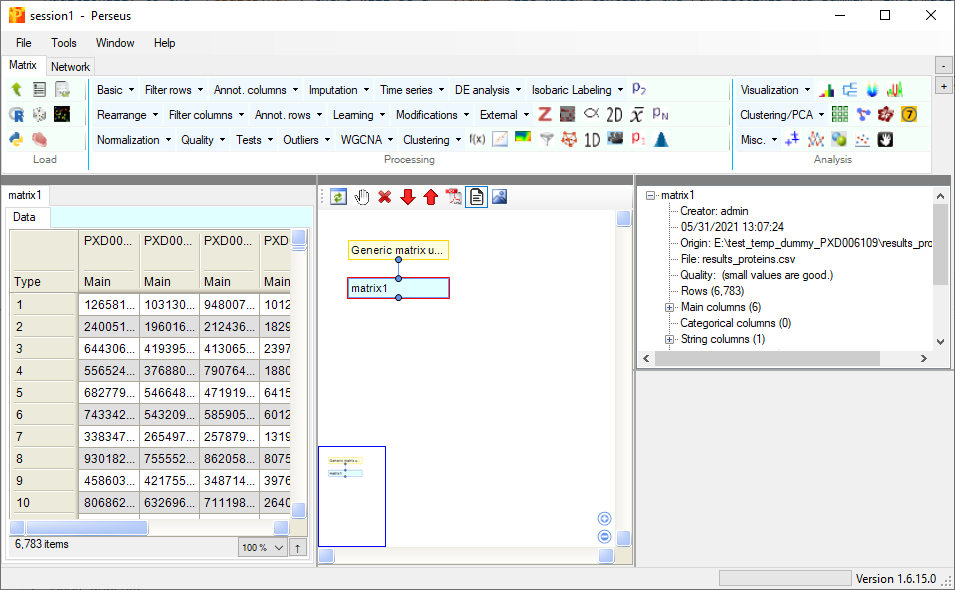 session1 - Perseus
File Tools Window Help
Matrix Network
Basic Filter rows Annot. columns Imputation Time series DE analysis Isobaric Labeling p2
Rearrange Filter columns Annot. rows Learning Modifications External Z 2D x pN
Normalization Quality Tests Outliers WGCNA Clustering f(x) 1D p1
Load
Processing
Visualization
Clustering/PCA 7
Misc.
Analysis
- 
+
matrix1
Data
PXD00... PXD00... PXD00... PXD
Type Main Main Main Main
1 126581... 103130... 948007... 1012
2 240051... 196016... 212436... 1829
3 644306... 419395... 413065... 2397
4 556524... 376880... 790764... 1880
5 682779... 546648... 471919... 6415
6 743342... 543209... 585905... 6012
7 338347... 265497... 257879... 1319
8 930182... 755552... 862058... 8075
9 458603... 421755... 348714... 3976
10 806862... 632696... 711198... 2640
6,783 items
100 %
Generic matrix u...
matrix1
Generic matrix u...
matrix1
matrix1
Creator: admin
05/31/2021 13:07:24
Origin: E:\test_temp_dummy_PXD006109\results_pro
File: results_proteins.csv
Quality: (small values are good.)
Rows (6,783)
Main columns (6)
Categorical columns (0)
String columns (1)
Version 1.6.15.0